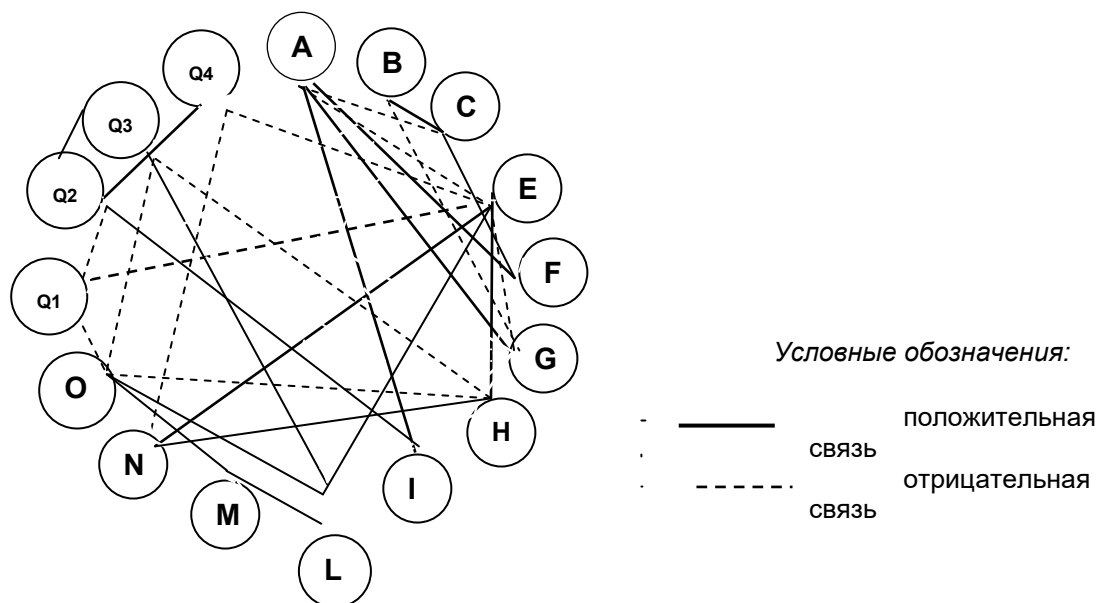 A
B
C
E
F
G
H
I
L
M
N
O
Q1
Q2
Q3
Q4
Условные обозначения:
положительная
связь
отрицательная
связь